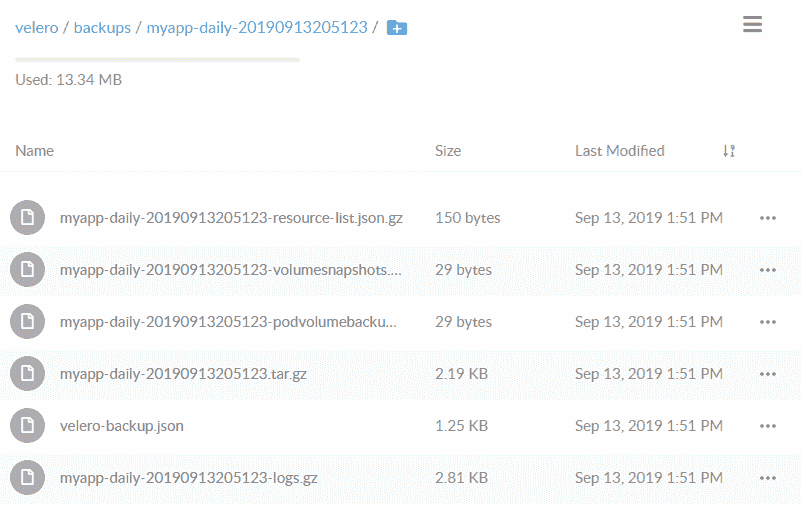 velero / backups / myapp-daily-20190913205123 /
Used: 13.34 MB
Name Size Last Modified
myapp-daily-20190913205123-resource-list.json.gz 150 bytes Sep 13, 2019 1:51 PM
myapp-daily-20190913205123-volumesnapshots.... 29 bytes Sep 13, 2019 1:51 PM
myapp-daily-20190913205123-podvolumebacku... 29 bytes Sep 13, 2019 1:51 PM
myapp-daily-20190913205123.tar.gz 2.19 KB Sep 13, 2019 1:51 PM
velero-backup.json 1.25 KB Sep 13, 2019 1:51 PM
myapp-daily-20190913205123-logs.gz 2.81 KB Sep 13, 2019 1:51 PM